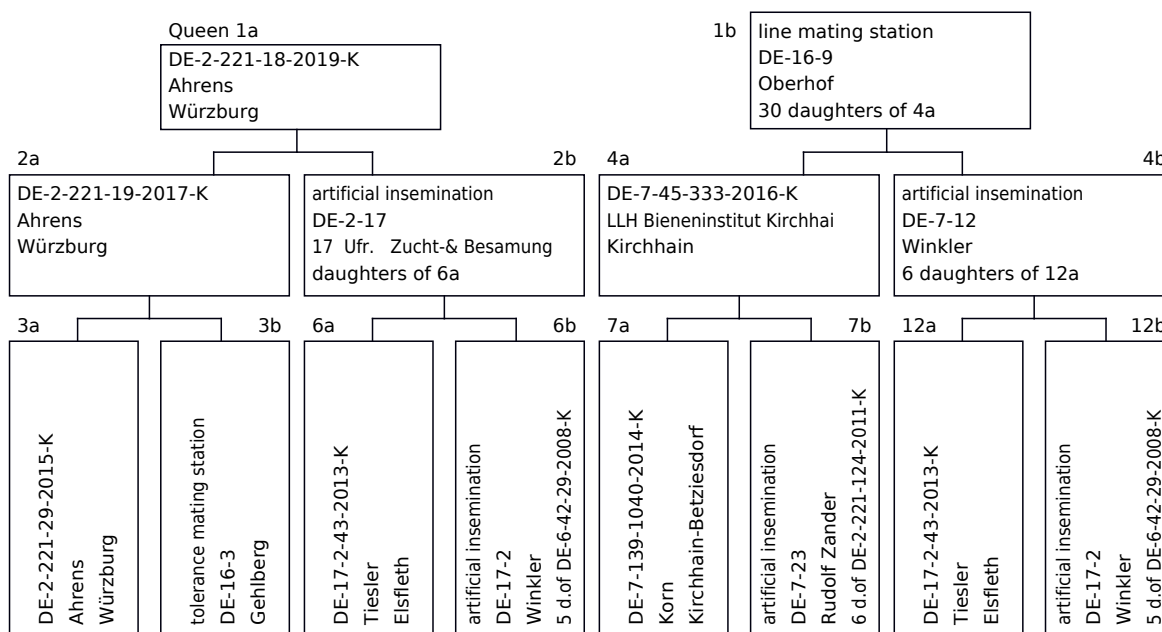 Queen 1a
DE-2-221-18-2019-K
Ahrens
Würzburg
1b
line mating station
DE-16-9
Oberhof
30 daughters of 4a
2a
DE-2-221-19-2017-K
Ahrens
Würzburg
2b
artificial insemination
DE-2-17
17 Ufr. Zucht-& Besamung
daughters of 6a
4a
DE-7-45-333-2016-K
LLH Bieneninstitut Kirchhai
Kirchhain
4b
artificial insemination
DE-7-12
Winkler
6 daughters of 12a
3a
DE-2-221-29-2015-K
Ahrens
Würzburg
3b
tolerance mating station
DE-16-3
Gehlberg
6a
DE-17-2-43-2013-K
Tiesler
Elsfleth
6b
artificial insemination
DE-17-2
Winkler
5 d.of DE-6-42-29-2008-K
7a
DE-7-139-1040-2014-K
Korn
Kirchhain-Betziesdorf
7b
artificial insemination
DE-7-23
Rudolf Zander
6 d.of DE-2-221-124-2011-K
12a
DE-17-2-43-2013-K
Tiesler
Elsfleth
12b
artificial insemination
DE-17-2
Winkler
5 d.of DE-6-42-29-2008-K